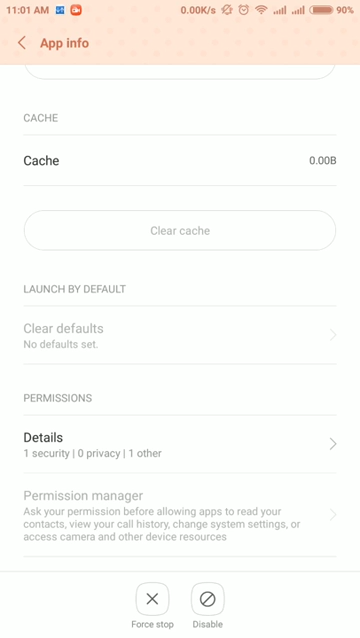 11:01 AM 0.00K/s 90%
App info
CACHE
Cache 0.00B
Clear cache
LAUNCH BY DEFAULT
Clear defaults
No defaults set.
PERMISSIONS
Details
1 security | 0 privacy | 1 other
Permission manager
Ask your permission before allowing apps to read your
contacts, view your call history, change system settings, or
access camera and other device resources
Force stop Disable